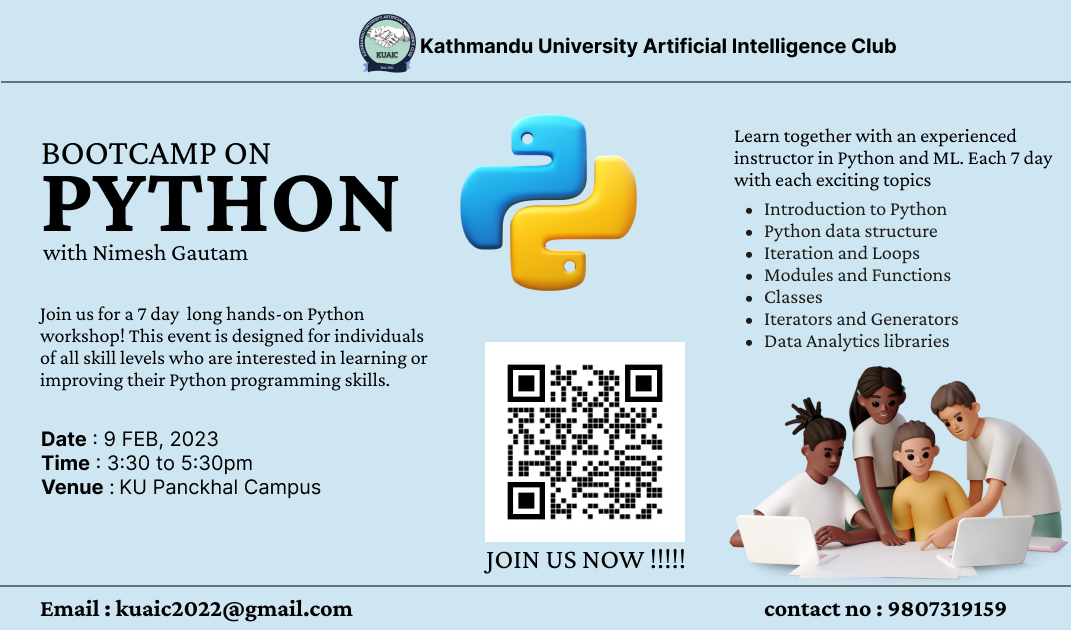 KUAIC
Kathmandu University Artificial Intelligence Club
BOOTCAMP ON
PYTHON
with Nimesh Gautam
Join us for a 7 day long hands-on Python
workshop! This event is designed for individuals
of all skill levels who are interested in learning or
improving their Python programming skills.
Date : 9 FEB, 2023
Time : 3:30 to 5:30pm
Venue : KU Panckhal Campus
JOIN US NOW !!!!!
Learn together with an experienced
instructor in Python and ML. Each 7 day
with each exciting topics
• Introduction to Python
• Python data structure
• Iteration and Loops
• Modules and Functions
• Classes
• Iterators and Generators
• Data Analytics libraries
Email : kuaic2022@gmail.com
contact no : 9807319159